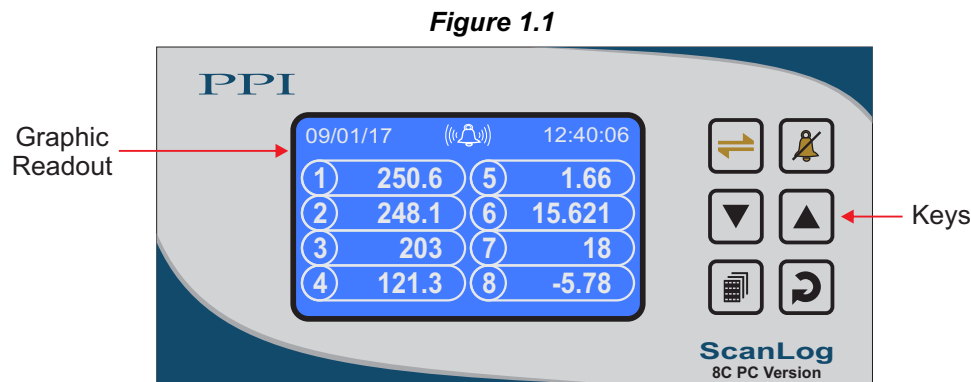 Figure 1.1
PPI
Graphic
Readout
09/01/17 12:40:06
1 250.6 5 1.66
2 248.1 6 15.621
3 203 7 18
4 121.3 8 -5.78
Keys
ScanLog
8C PC Version